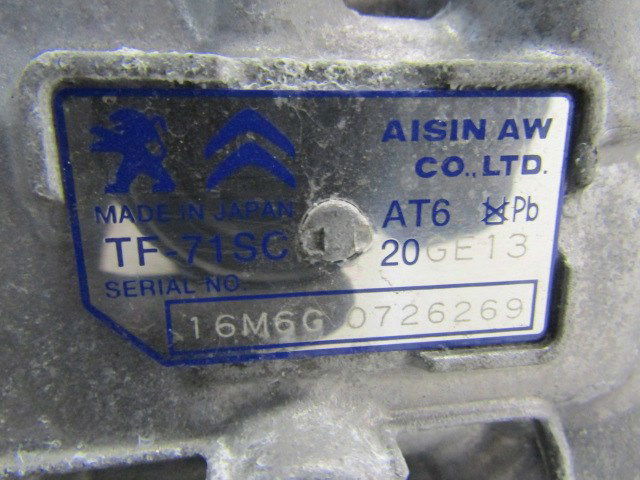 AISIN AW
CO., LTD.
MADE IN JAPAN
AT6 Pb
TF-71SC
20GE13
SERIAL NO.
16M6G 0726269